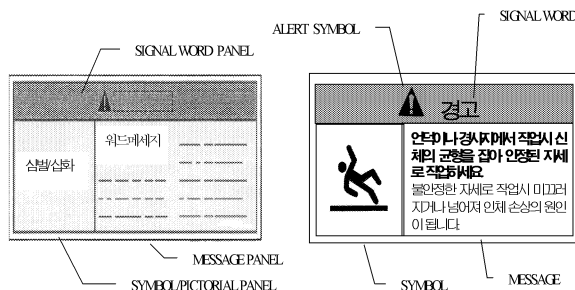 SIGNAL WORD PANEL
ALERT SYMBOL
SIGNAL WORD
심벌/삽화
워드메세지
경고
언덕이나 경사지에서 작업시 신
체의 균형을 잡아 안정된 자세
로 작업하세요
불안정한 자세로 작업시 미끄러
지거나 넘어져 인체 손상의 원인
이 됩니다.
MESSAGE PANEL
SYMBOL/PICTORIAL PANEL
SYMBOL
MESSAGE